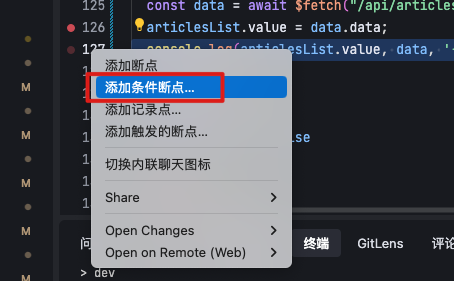 125 const data = await $fetch("/api/articles
126 articlesList.value = data.data;
127 console.log(articlesList.value, data, '
添加断点
添加条件断点...
添加记录点...
添加触发的断点...
切换内联聊天图标
Share
Open Changes
Open on Remote (Web)
M
M
M
M
M
终端
GitLens
评论
> dev